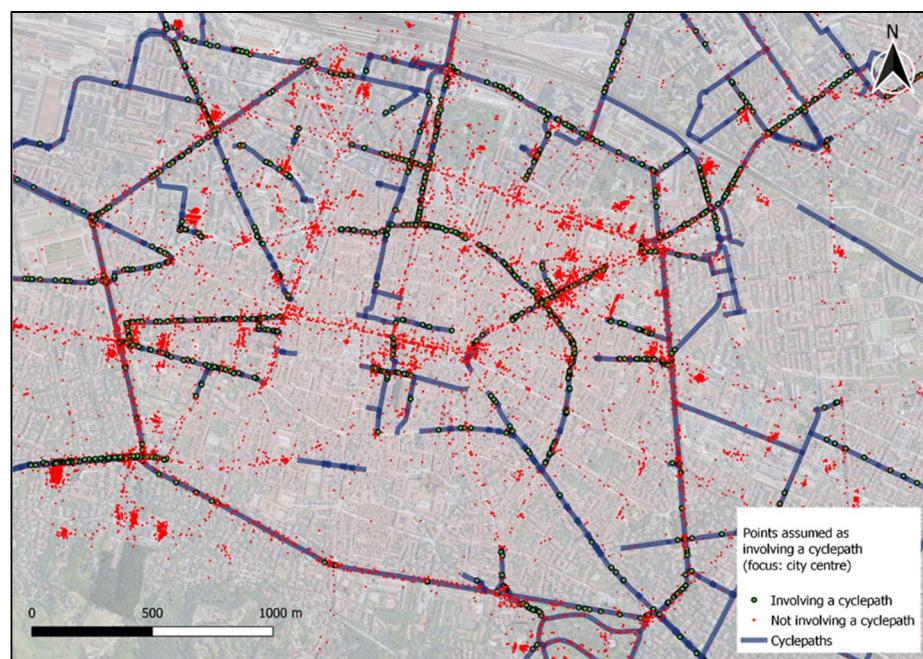 N
Points assumed as
involving a cyclepath
(focus: city centre)
Involving a cyclepath
Not involving a cyclepath
Cyclepaths
0 500 1000 m